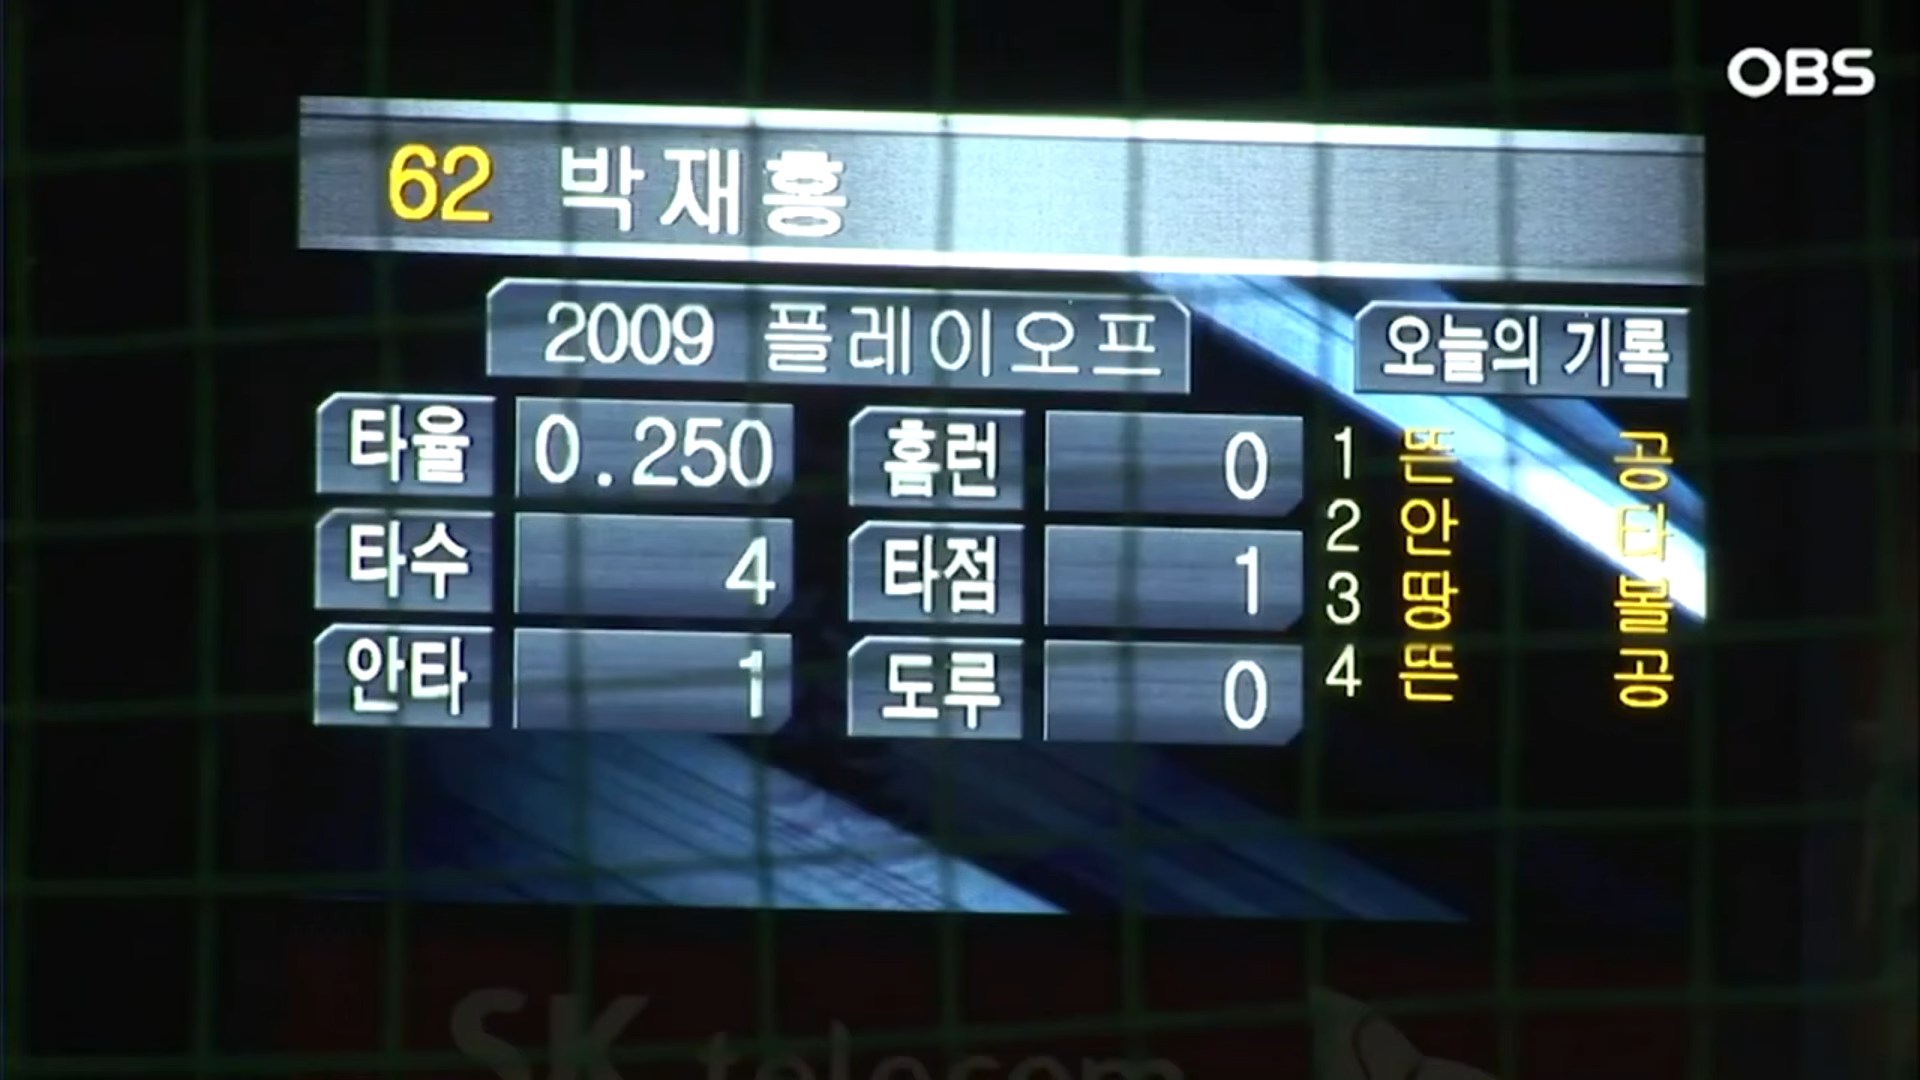 OBS
62 박재홍
2009 플레이오프
오늘의 기록
타율 0.250 홈런 0
타수 4 타점 1
안타 1 도루 0
1 뜬 공
2 안 타
3 땅 볼
4 뜬 공
SK telecom